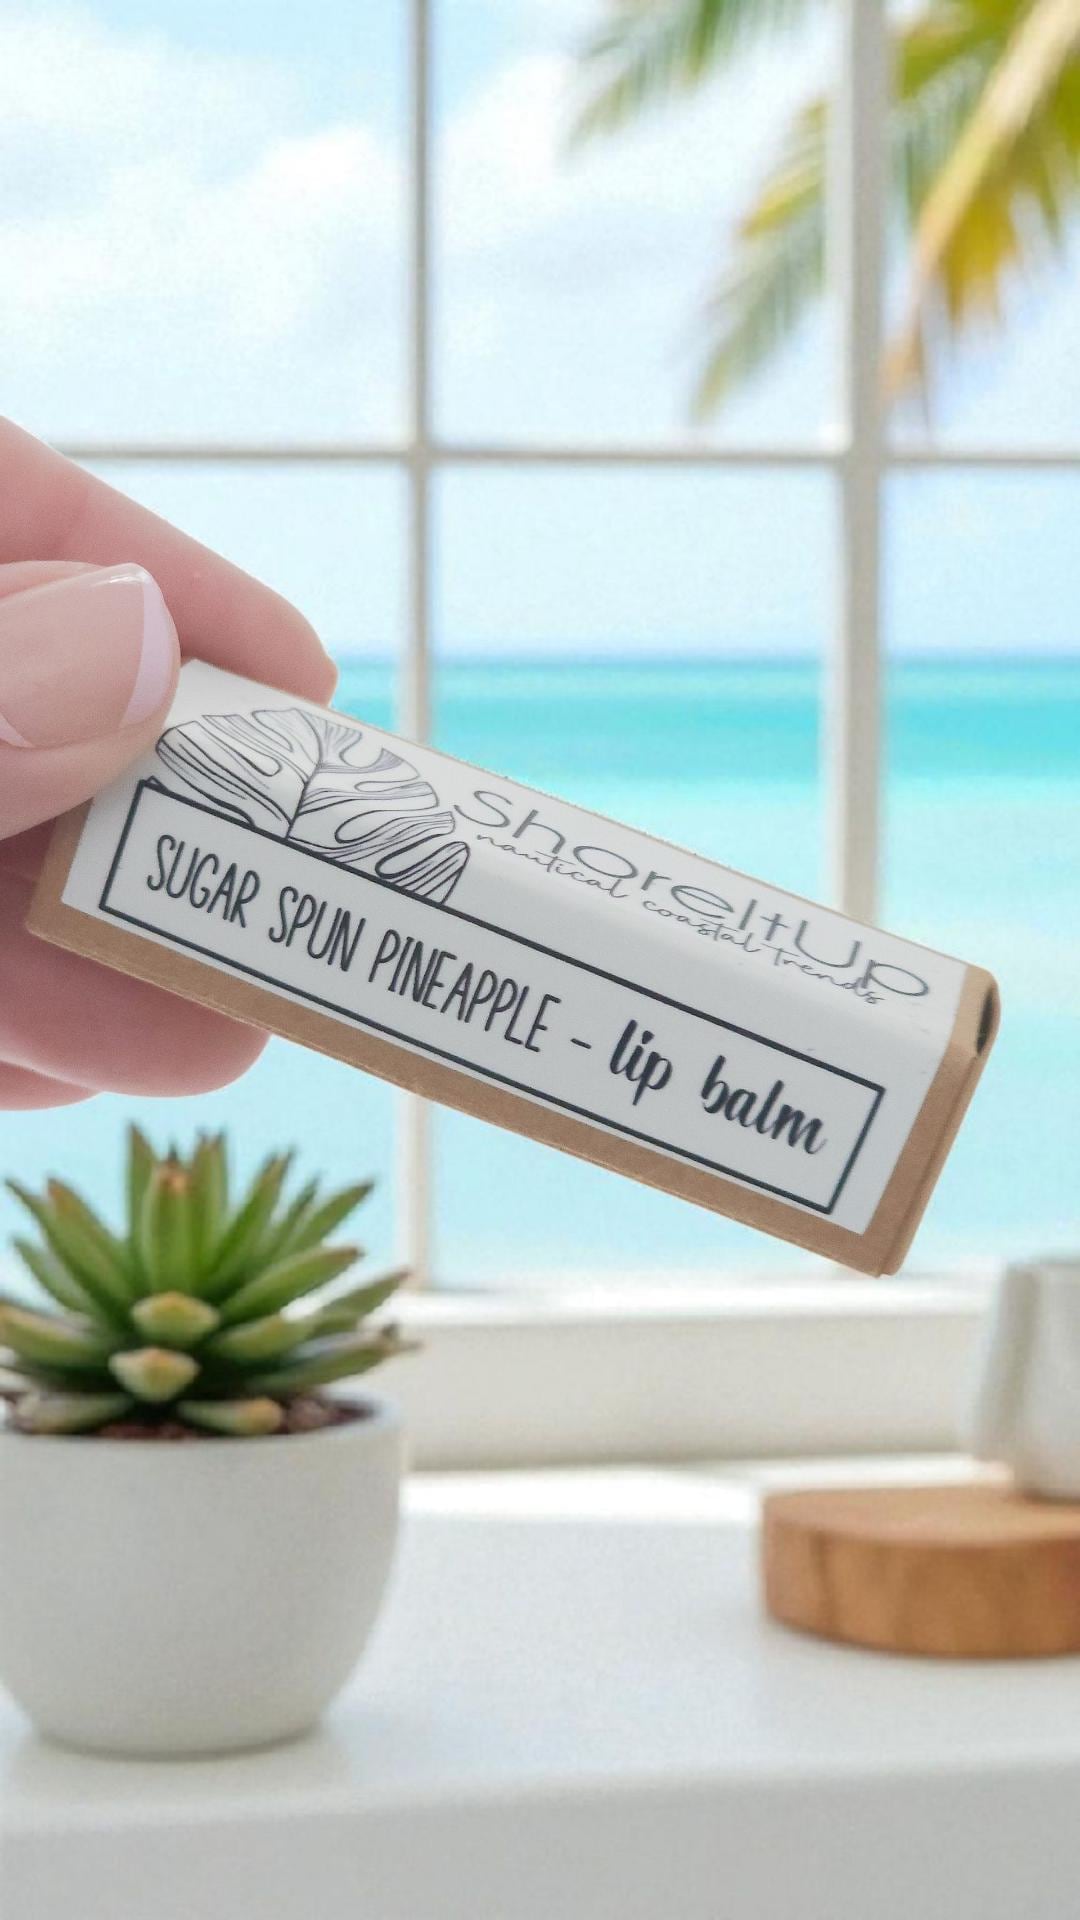 ShoreItUp
nautical coastal trends
SUGAR SPUN PINEAPPLE - lip balm